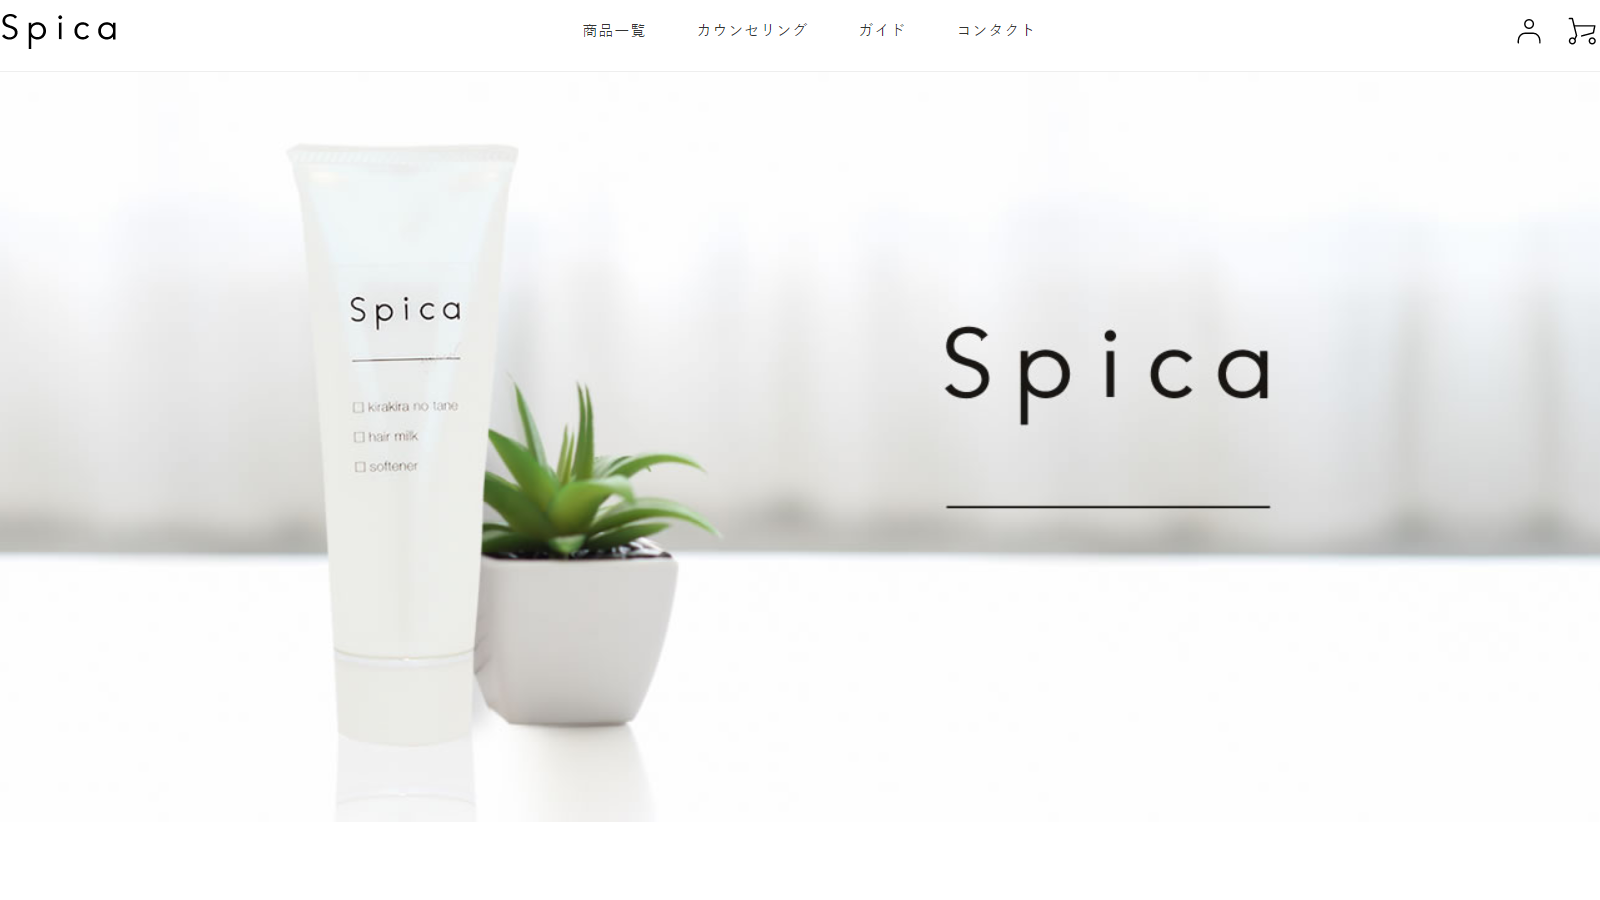 Spica
商品一覧
カウンセリング
ガイド
コンタクト
Spica
☐ kirakira no tane
☐ hair milk
☐ softener
Spica